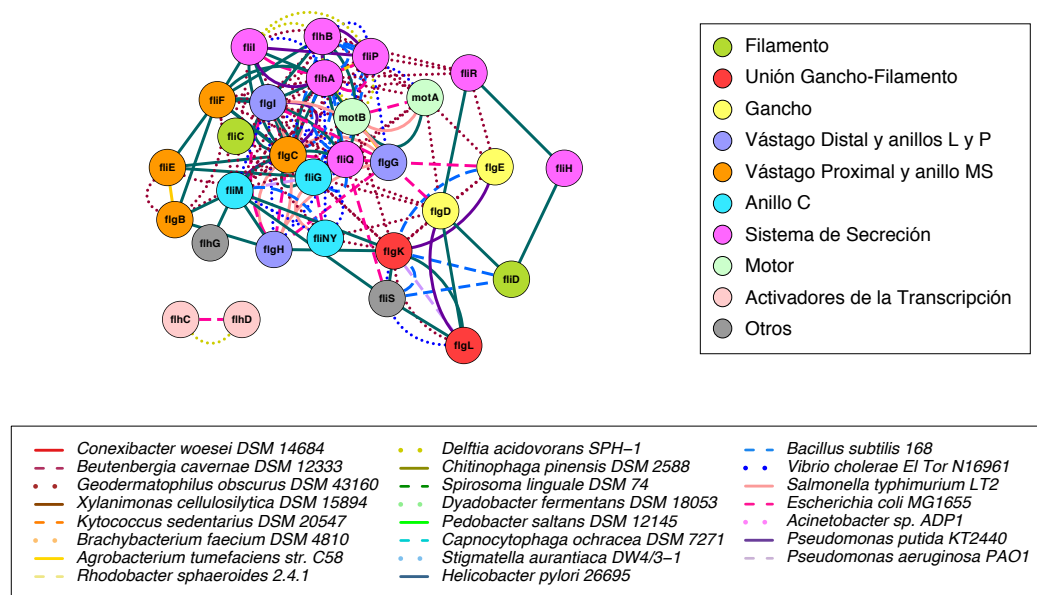 flhB
fliI
fliP
fliR
flhA
motA
fliF
flgI
motB
fliC
flgC
fliQ
flgG
flgE
fliH
fliE
fliG
fliM
flgB
flgD
flhG
flgH
fliNY
flgK
fliD
fliS
flhC
flhD
flgL
Filamento
Unión Gancho-Filamento
Gancho
Vástago Distal y anillos L y P
Vástago Proximal y anillo MS
Anillo C
Sistema de Secreción
Motor
Activadores de la Transcripción
Otros
Conexibacter woesei DSM 14684
Beutenbergia cavernae DSM 12333
Geodermatophilus obscurus DSM 43160
Xylanimonas cellulosilytica DSM 15894
Kytococcus sedentarius DSM 20547
Brachybacterium faecium DSM 4810
Agrobacterium tumefaciens str. C58
Rhodobacter sphaeroides 2.4.1
Delftia acidovorans SPH−1
Chitinophaga pinensis DSM 2588
Spirosoma linguale DSM 74
Dyadobacter fermentans DSM 18053
Pedobacter saltans DSM 12145
Capnocytophaga ochracea DSM 7271
Stigmatella aurantiaca DW4/3−1
Helicobacter pylori 26695
Bacillus subtilis 168
Vibrio cholerae El Tor N16961
Salmonella typhimurium LT2
Escherichia coli MG1655
Acinetobacter sp. ADP1
Pseudomonas putida KT2440
Pseudomonas aeruginosa PAO1